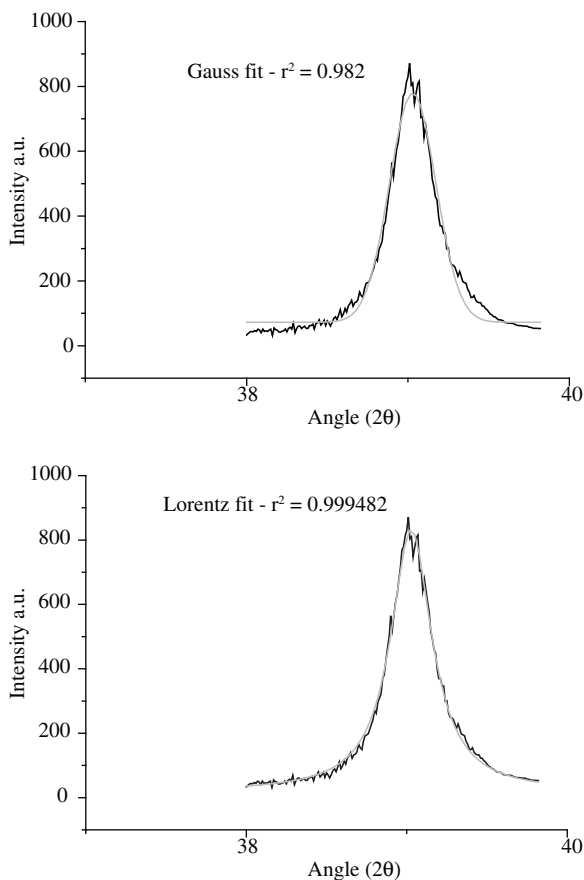 1000
Gauss fit - r² = 0.982
800
600
Intensity a.u.
400
200
0
38
40
Angle (2θ)
1000
Lorentz fit - r² = 0.999482
800
600
Intensity a.u.
400
200
0
38
40
Angle (2θ)